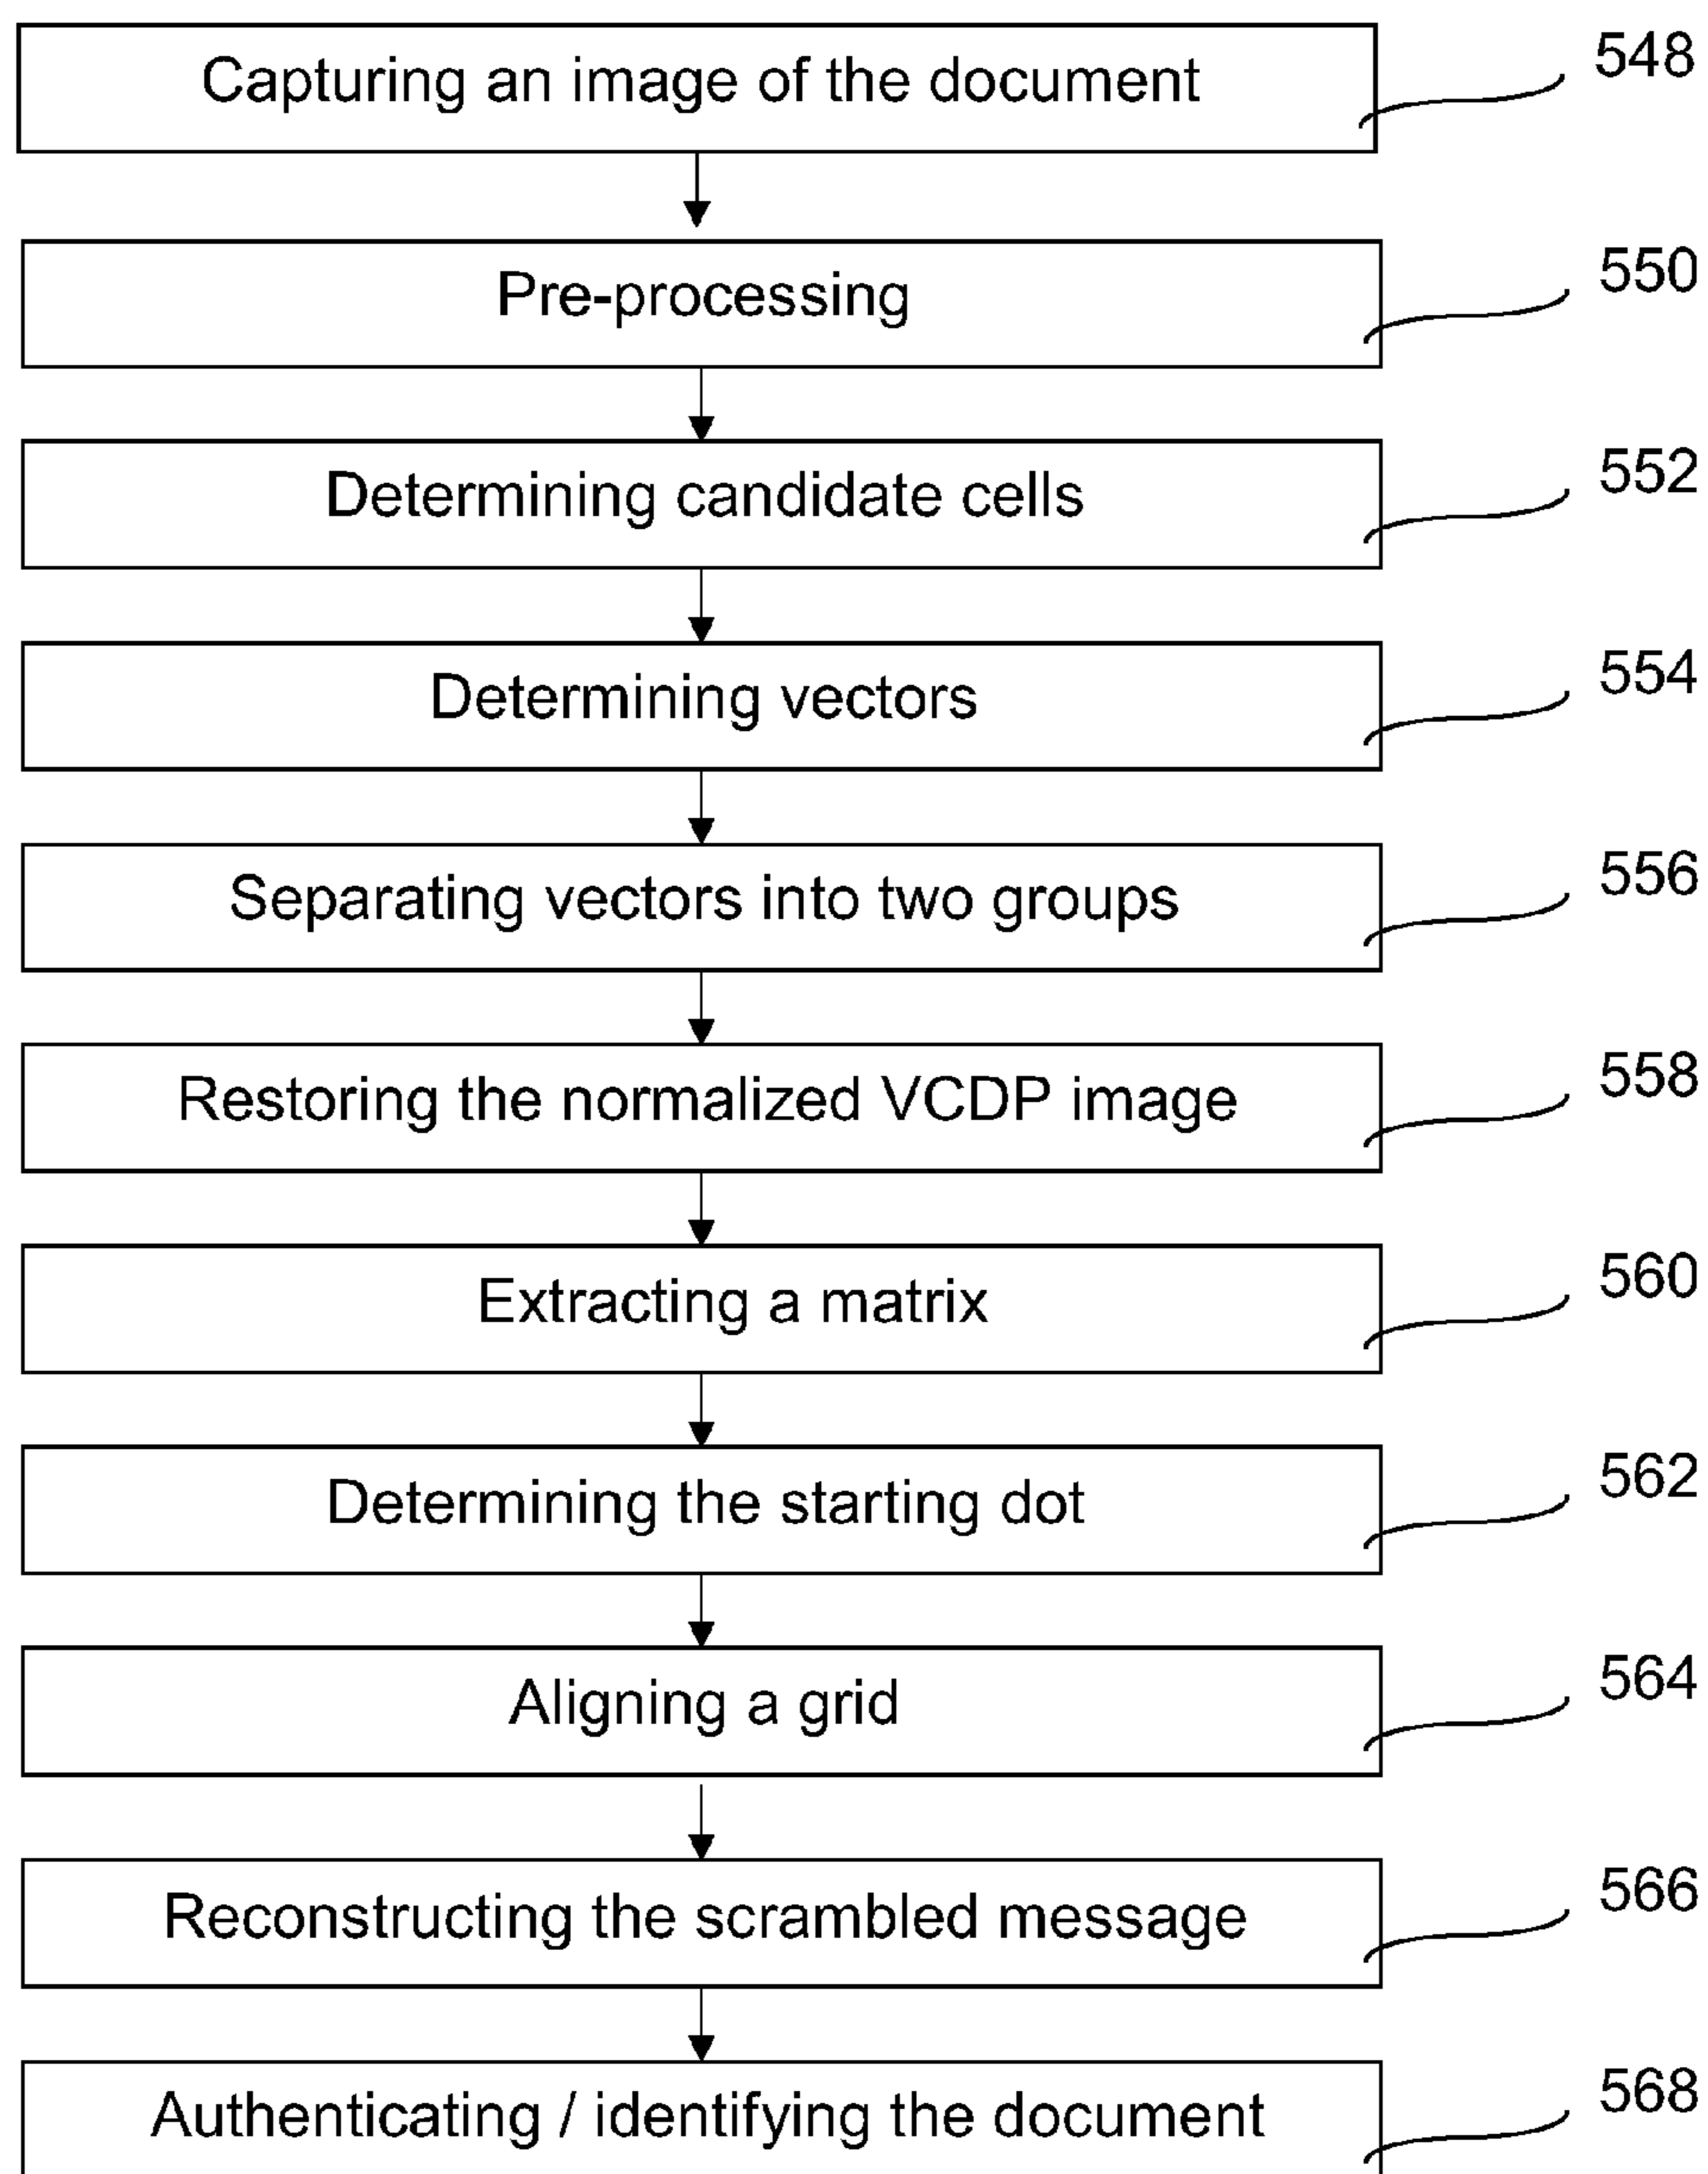 Capturing an image of the document 548
Pre-processing 550
Determining candidate cells 552
Determining vectors 554
Separating vectors into two groups 556
Restoring the normalized VCDP image 558
Extracting a matrix 560
Determining the starting dot 562
Aligning a grid 564
Reconstructing the scrambled message 566
Authenticating / identifying the document 568